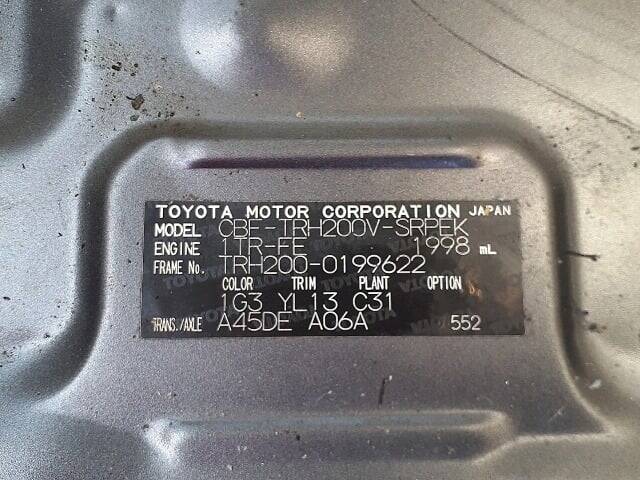 TOYOTA MOTOR CORPORATION JAPAN
MODEL CBF-TRH200V-SRPEK
ENGINE 1TR-FE 1998 mL
FRAME No. TRH200-0199622
COLOR TRIM PLANT OPTION
1G3 YL13 C31
TRANS./AXLE A45DE A06A 552